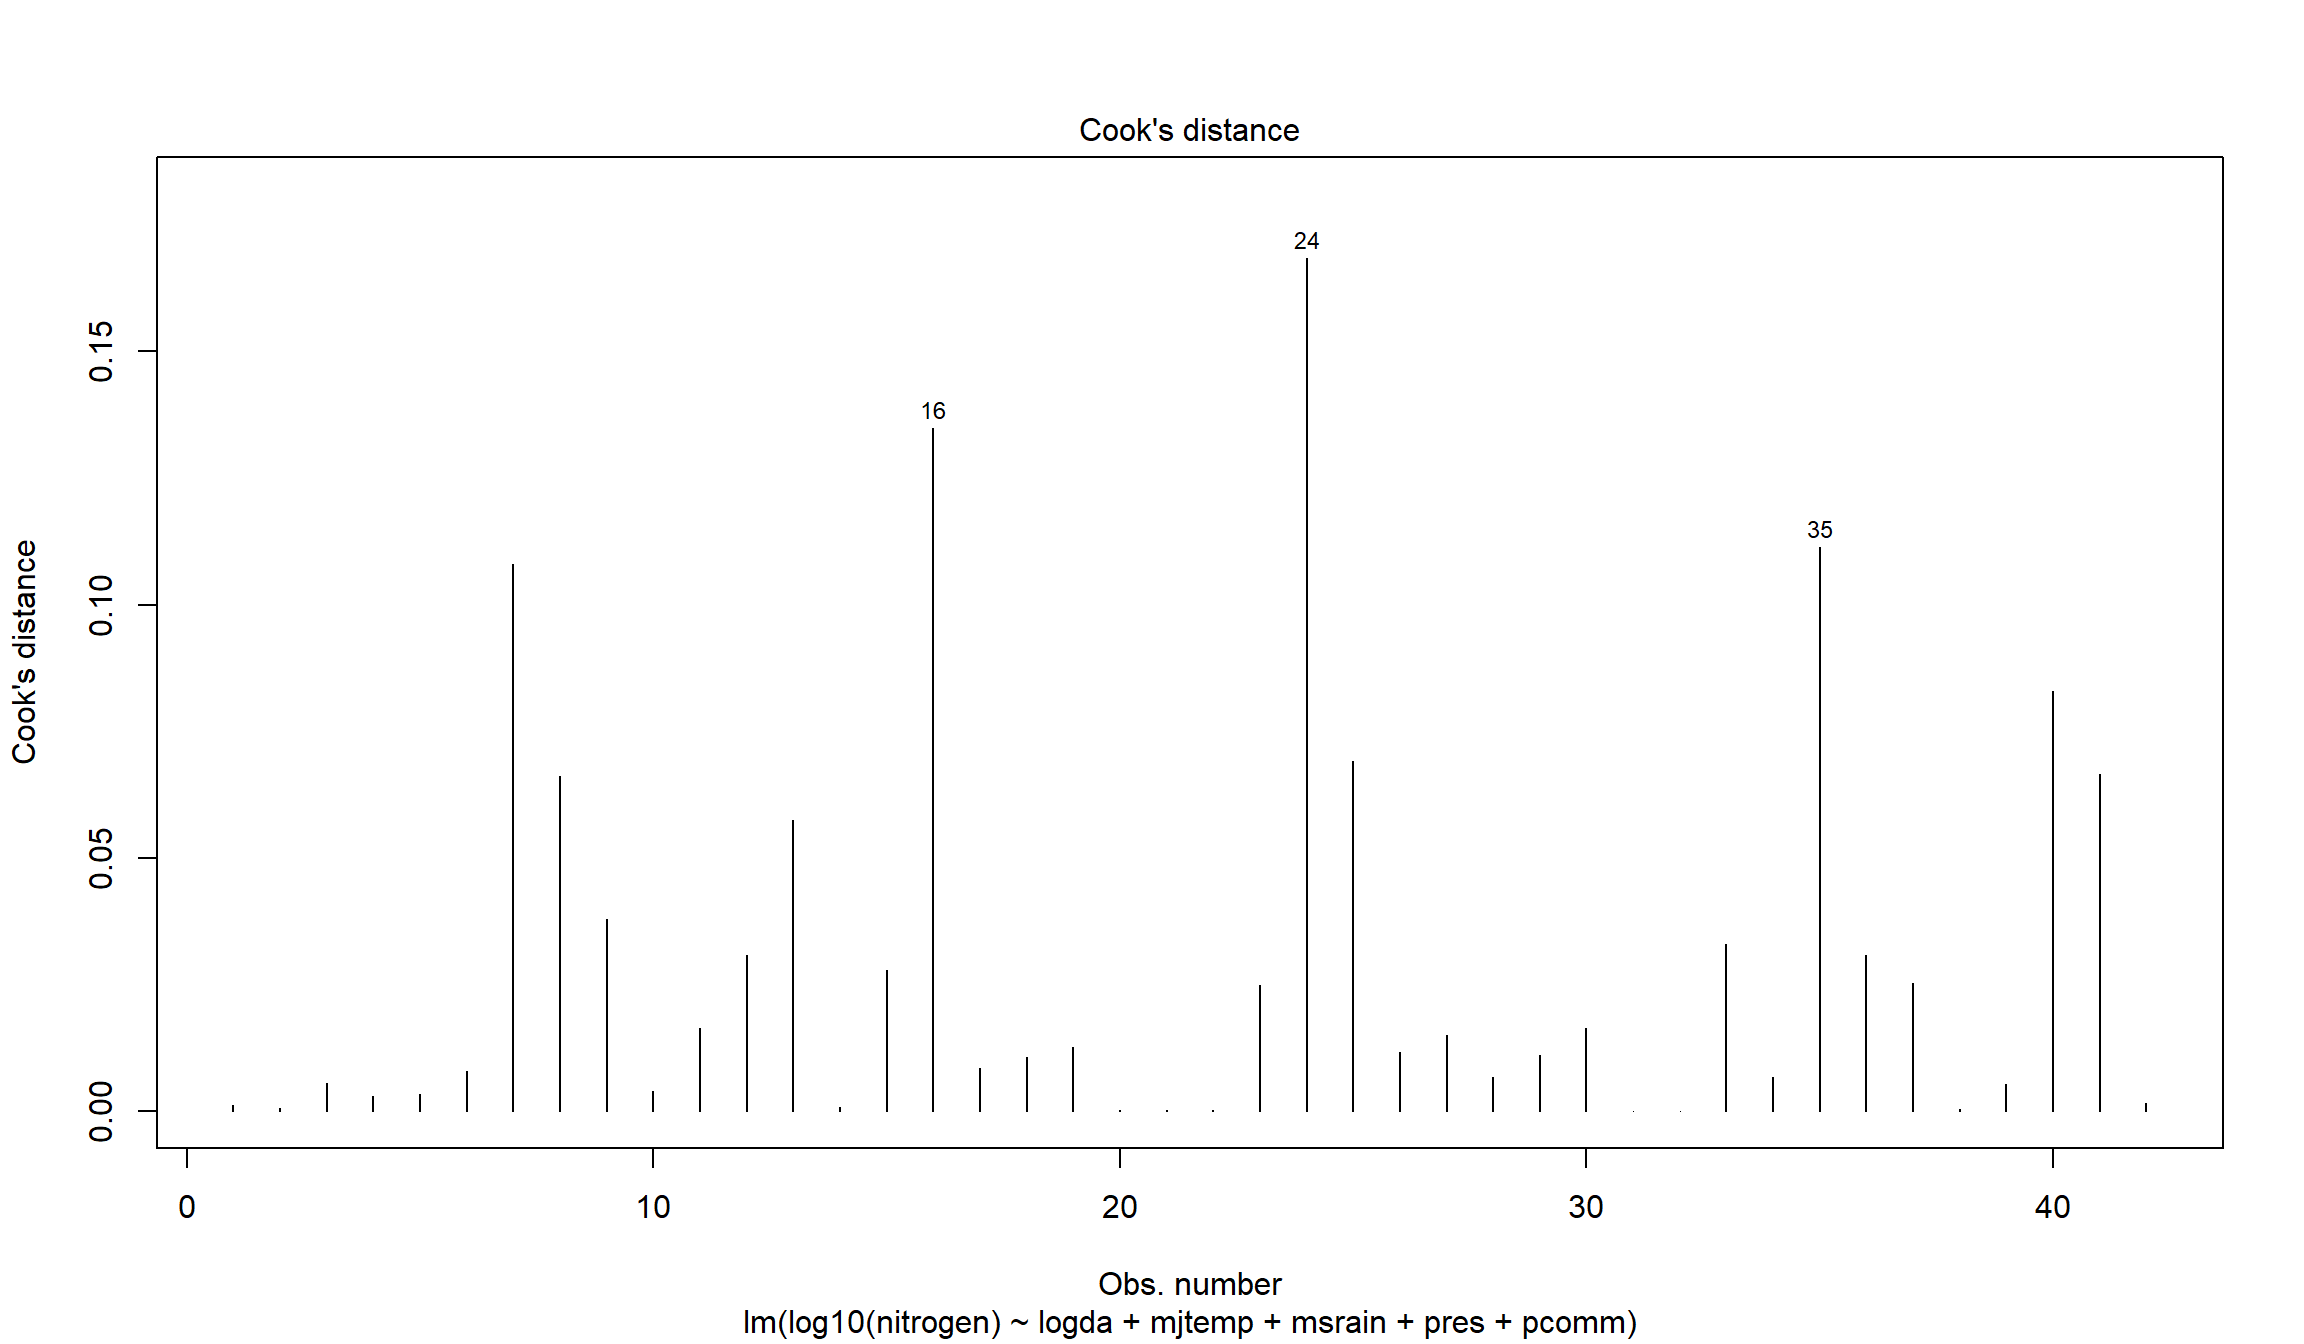 Cook's distance
24
0.15
16
35
0.10
Cook's distance
0.05
0.00
0 10 20 30 40
Obs. number
lm(log10(nitrogen) ~ logda + mjtemp + msrain + pres + pcomm)